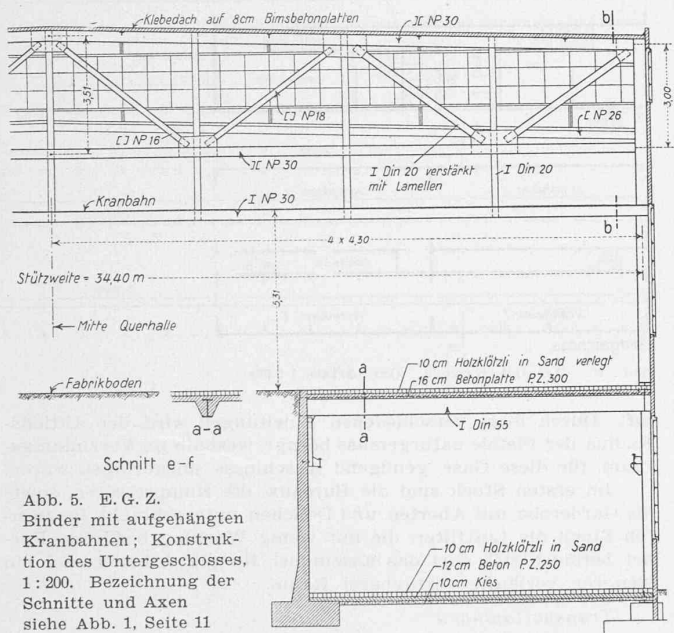 Klebedach auf 8cm Bimsbetonplatten
][ NP 30
b
3,51
3,00
[] NP 18
[ NP 26
[] NP 16
][ NP 30
I Din 20 verstärkt
mit Lamellen
I Din 20
Kranbahn
I NP 30
b
4 x 4,30
Stützweite = 34,40 m
5,31
Mitte Querhalle
Fabrikboden
a
10 cm Holzklötzli in Sand verlegt
16 cm Betonplatte P.Z. 300
a-a
a
I Din 55
Schnitt e-f
Abb. 5. E. G. Z.
Binder mit aufgehängten
Kranbahnen; Konstruk-
tion des Untergeschosses,
1 : 200. Bezeichnung der
Schnitte und Axen
siehe Abb. 1, Seite 11
10 cm Holzklötzli in Sand
12 cm Beton P.Z. 250
10 cm Kies